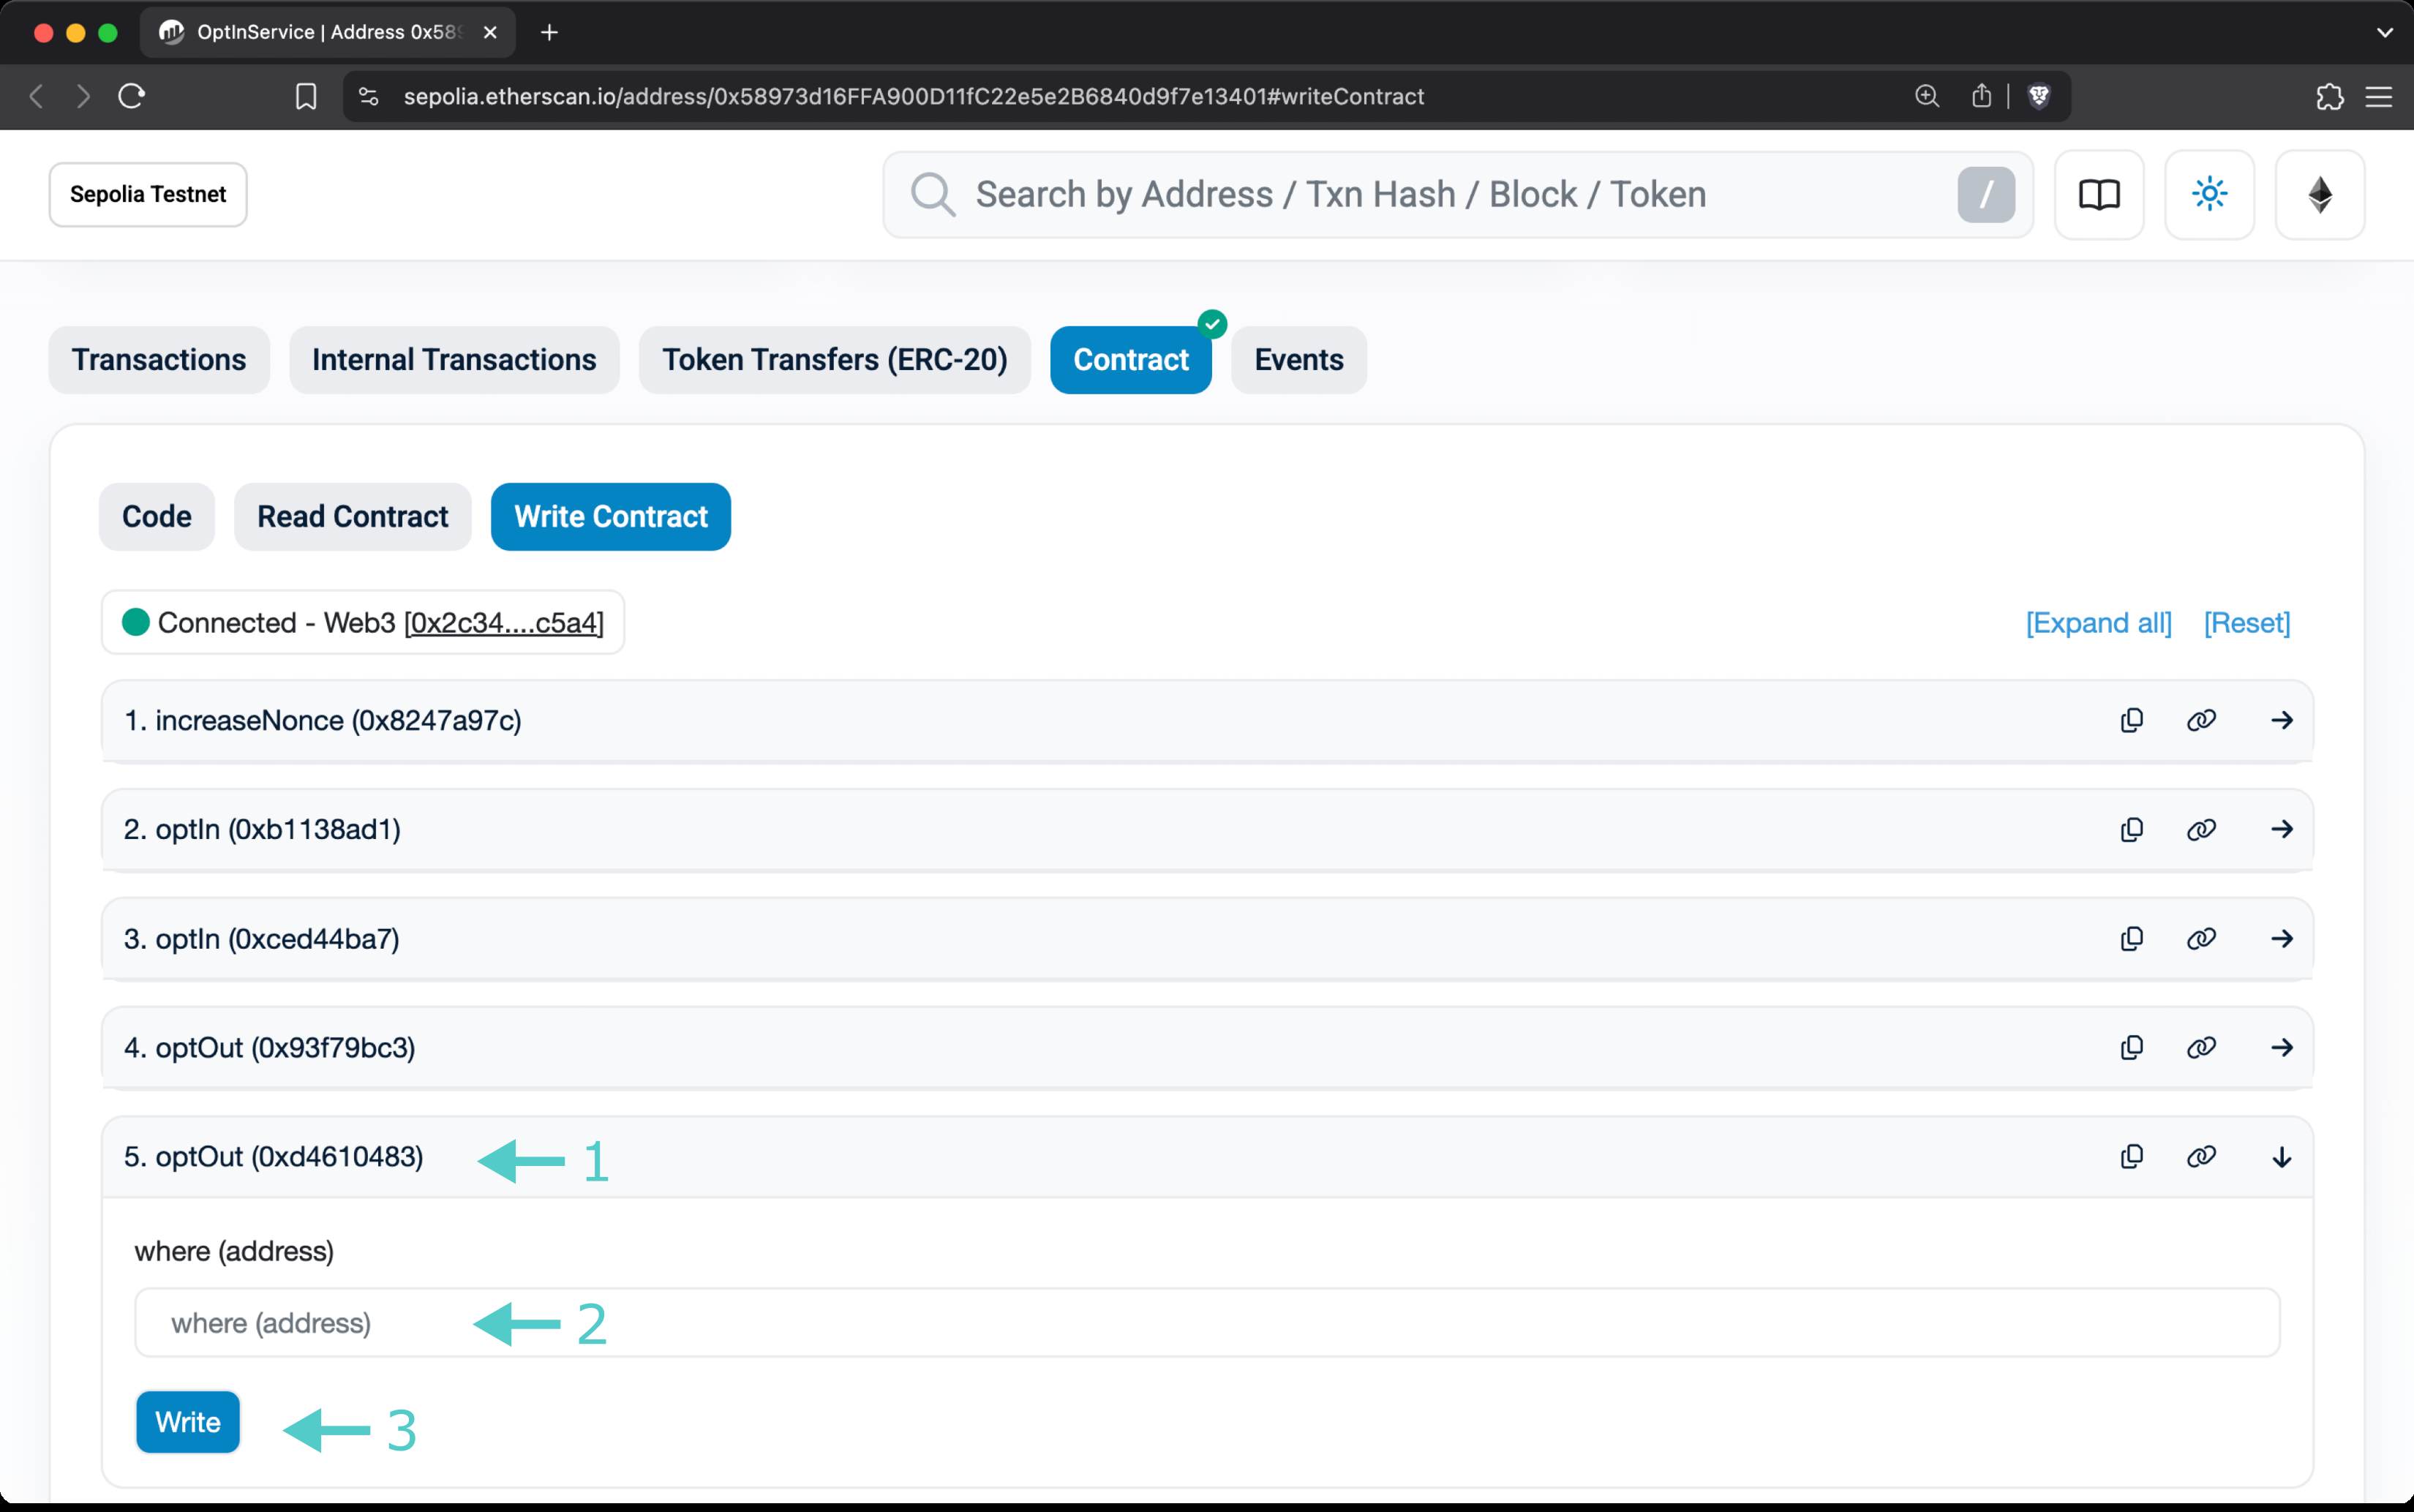 OptInService | Address 0x589
sepolia.etherscan.io/address/0x58973d16FFA900D11fC22e5e2B6840d9f7e13401#writeContract
Sepolia Testnet
Search by Address / Txn Hash / Block / Token
/
Transactions
Internal Transactions
Token Transfers (ERC-20)
Contract
Events
Code
Read Contract
Write Contract
Connected - Web3 [0x2c34....c5a4]
[Expand all]
[Reset]
1. increaseNonce (0x8247a97c)
2. optIn (0xb1138ad1)
3. optIn (0xced44ba7)
4. optOut (0x93f79bc3)
5. optOut (0xd4610483)
1
where (address)
where (address)
2
Write
3